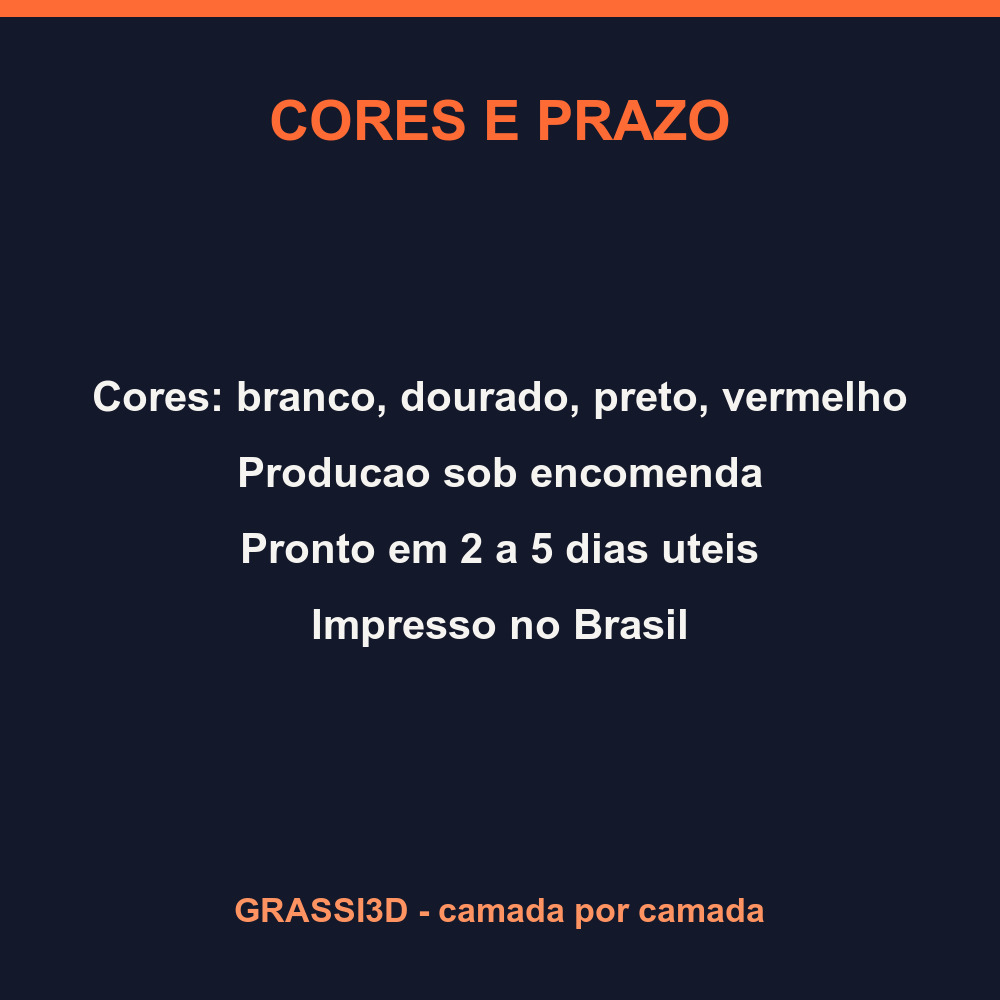 CORES E PRAZO
Cores: branco, dourado, preto, vermelho
Producao sob encomenda
Pronto em 2 a 5 dias uteis
Impresso no Brasil
GRASSI3D - camada por camada